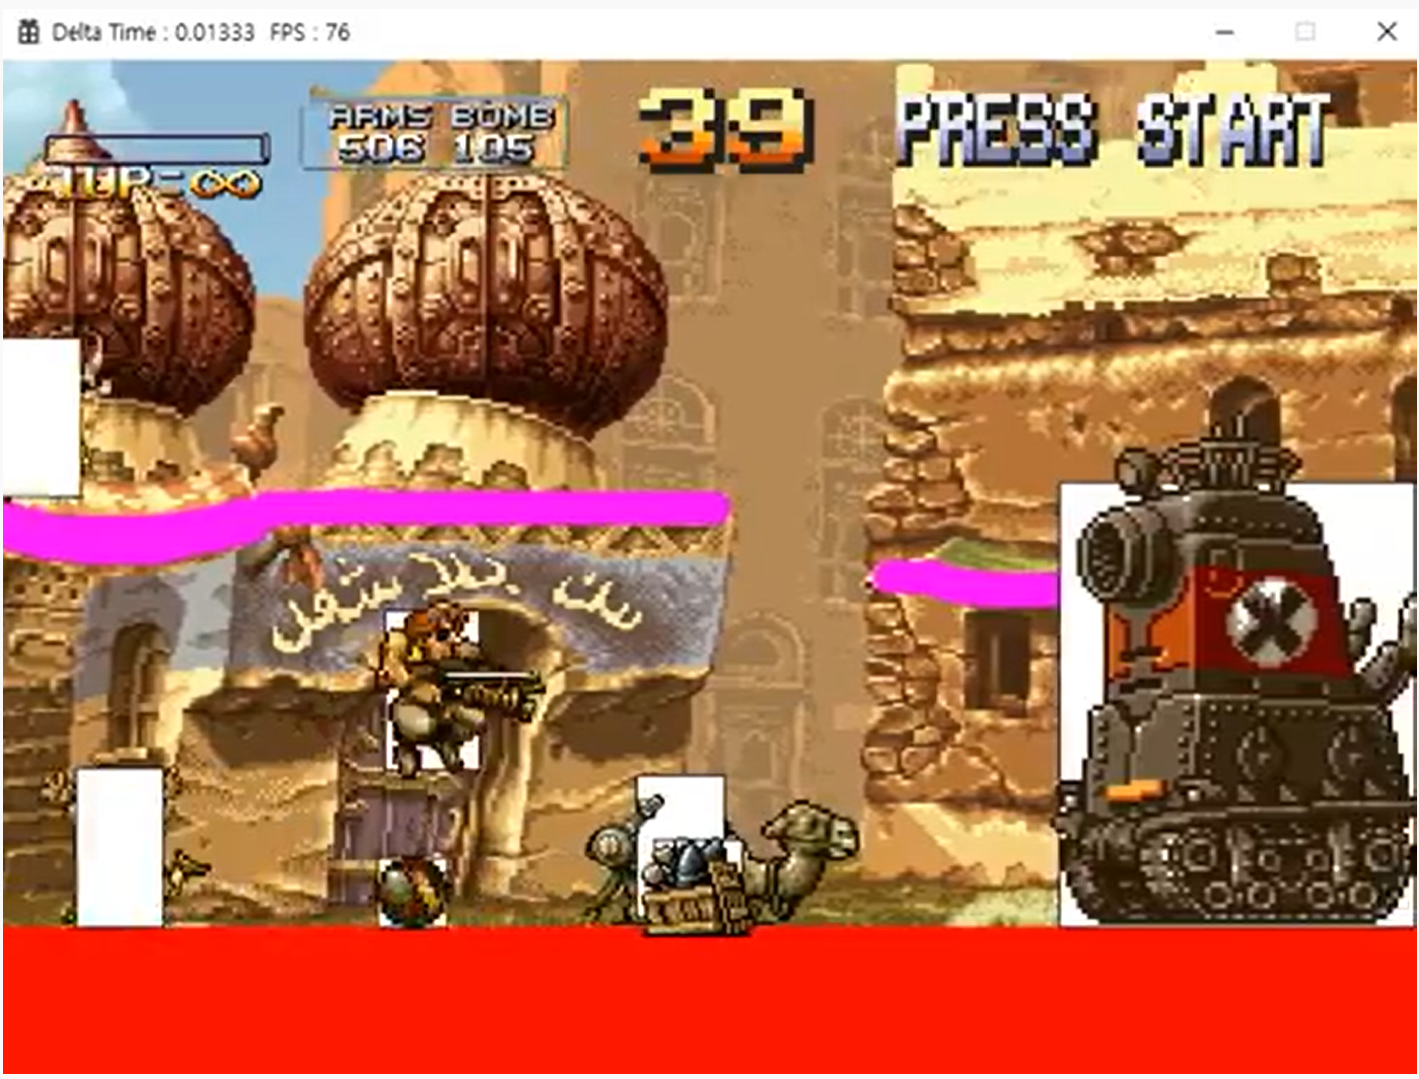 Delta Time : 0.01333 FPS : 76
ARMS BOMB
506 105
39
PRESS START
1UP=∞